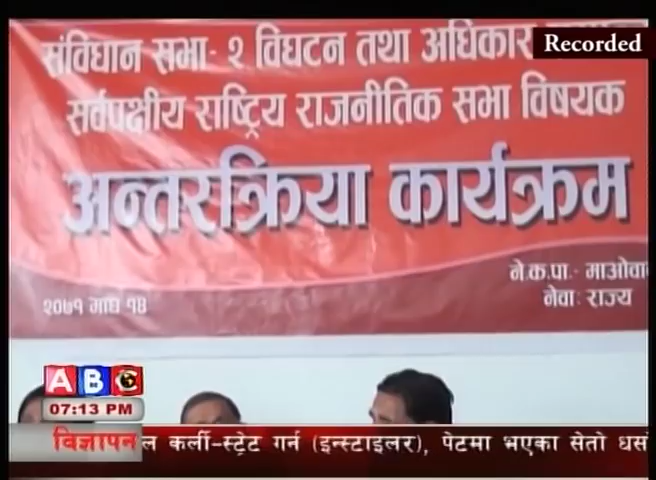 संविधान सभा- २ विघटन तथा अधिकार
Recorded
सर्वपक्षीय राष्ट्रिय राजनीतिक सभा विषयक
अन्तरक्रिया कार्यक्रम
ने.क.पा.- माओवा
नेवाः राज्य
२०७१ माघ १४
ABC
07:13 PM
विज्ञापन
ल कर्ली-स्ट्रेट गर्न (इन्स्टाइलर), पेटमा भएका सेतो धर्सा